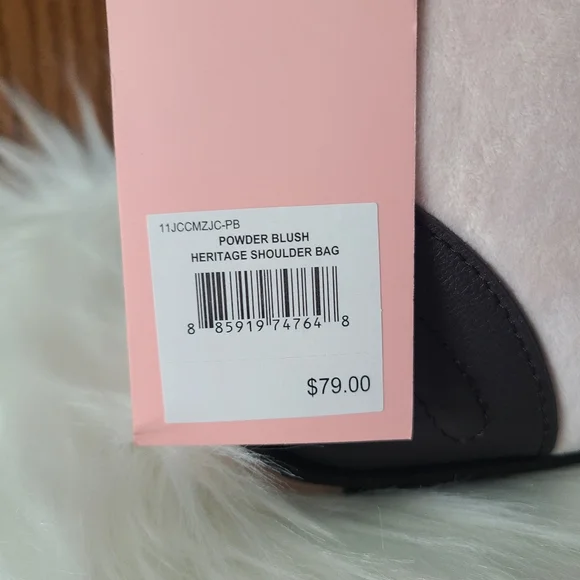 11JCCMZJC-PB
POWDER BLUSH
HERITAGE SHOULDER BAG
8 85919 74764 8
$79.00